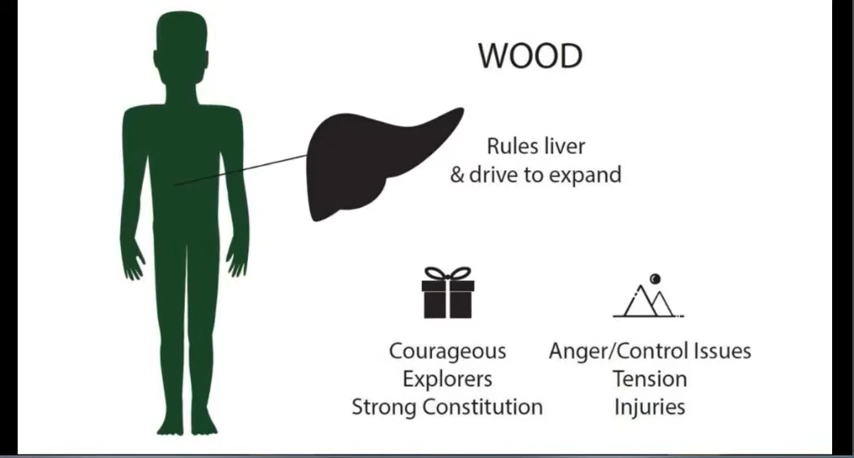 WOOD
Rules liver
& drive to expand
Courageous
Explorers
Strong Constitution
Anger/Control Issues
Tension
Injuries